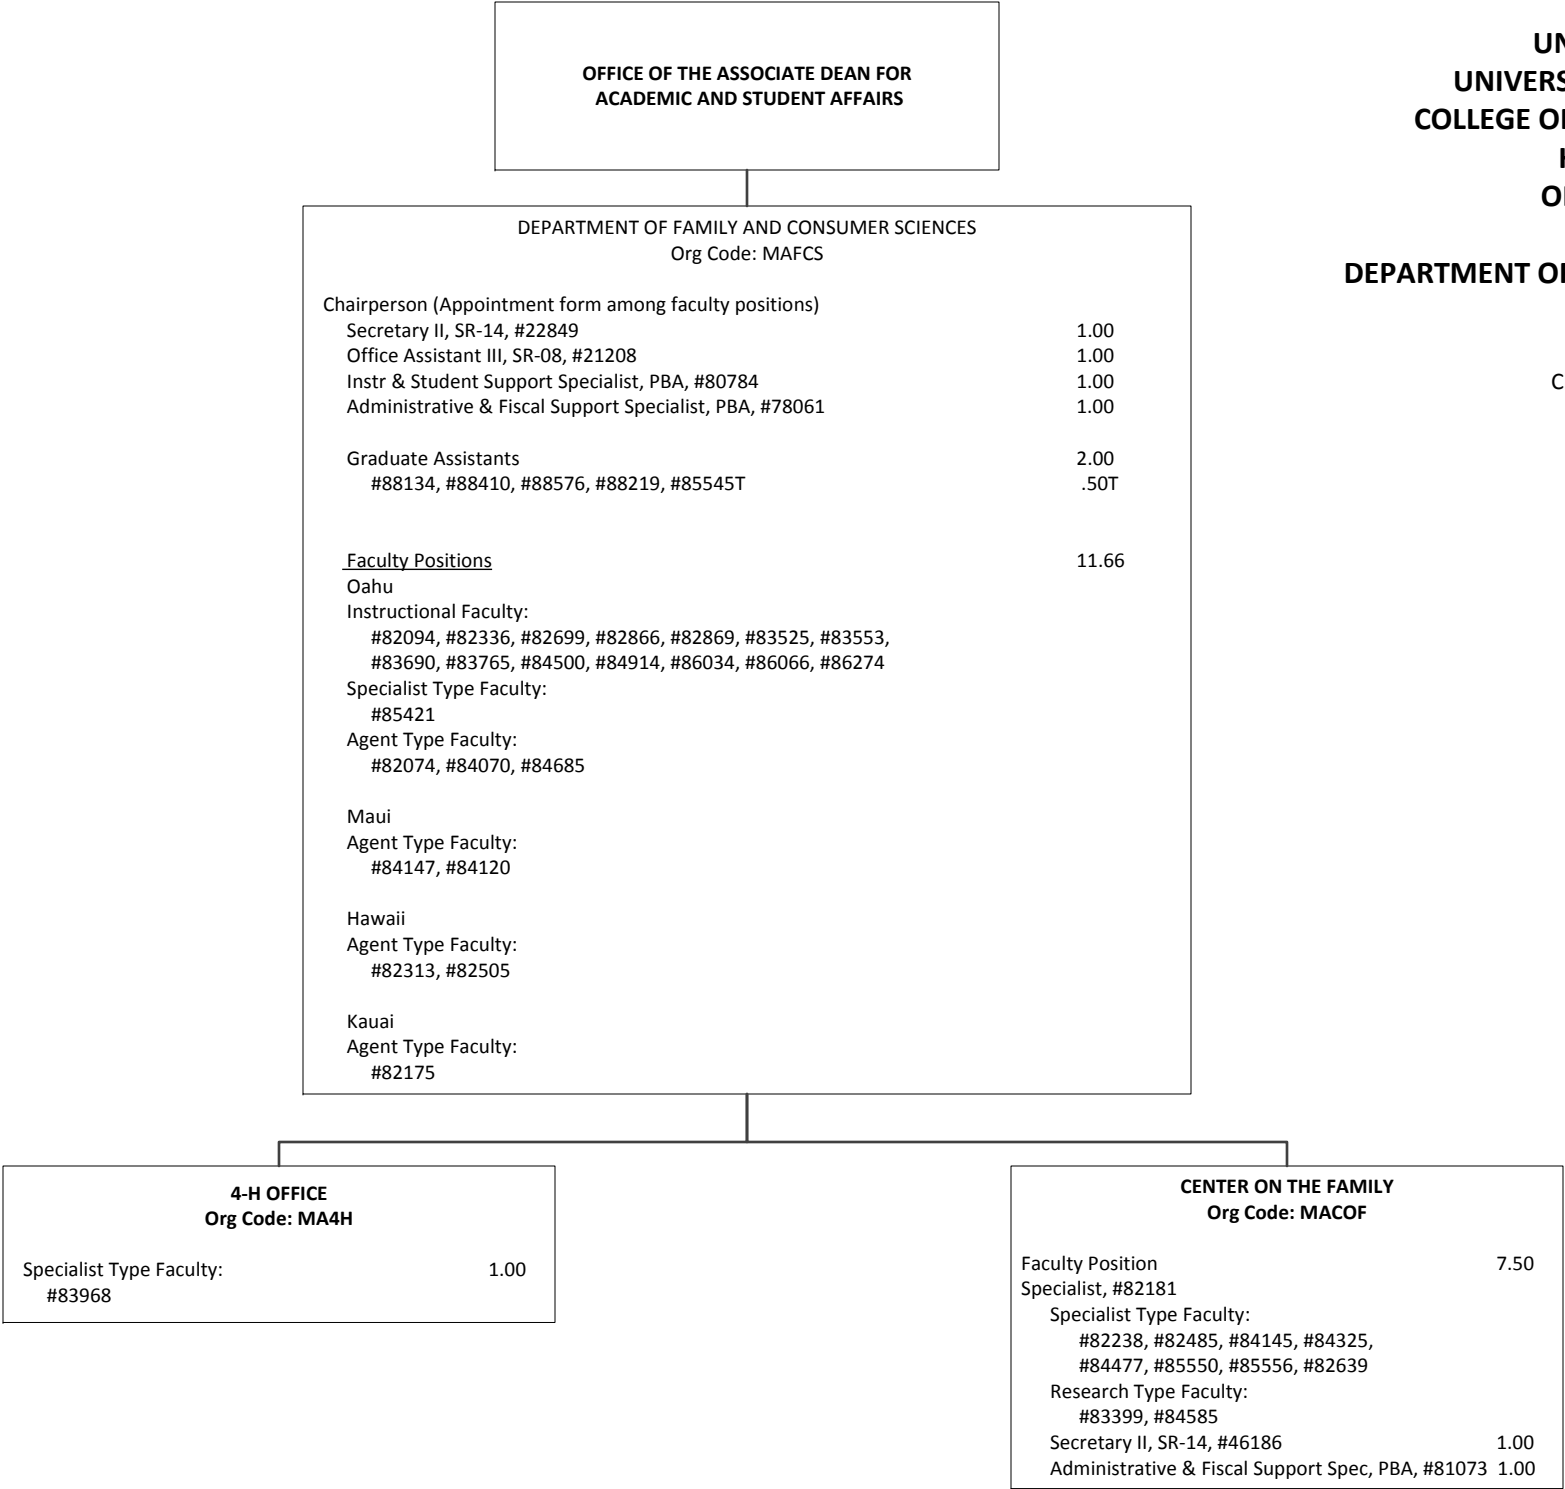 OFFICE OF THE ASSOCIATE DEAN FOR
ACADEMIC AND STUDENT AFFAIRS
UNIVERS
COLLEGE O
DEPARTMENT O
C
DEPARTMENT OF FAMILY AND CONSUMER SCIENCES
Org Code: MAFCS
Chairperson (Appointment form among faculty positions)
Secretary II, SR-14, #22849 1.00
Office Assistant III, SR-08, #21208 1.00
Instr & Student Support Specialist, PBA, #80784 1.00
Administrative & Fiscal Support Specialist, PBA, #78061 1.00
Graduate Assistants 2.00
#88134, #88410, #88576, #88219, #85545T .50T
Faculty Positions 11.66
Oahu
Instructional Faculty:
#82094, #82336, #82699, #82866, #82869, #83525, #83553,
#83690, #83765, #84500, #84914, #86034, #86066, #86274
Specialist Type Faculty:
#85421
Agent Type Faculty:
#82074, #84070, #84685
Maui
Agent Type Faculty:
#84147, #84120
Hawaii
Agent Type Faculty:
#82313, #82505
Kauai
Agent Type Faculty:
#82175
4-H OFFICE
Org Code: MA4H
Specialist Type Faculty: 1.00
#83968
CENTER ON THE FAMILY
Org Code: MACOF
Faculty Position 7.50
Specialist, #82181
Specialist Type Faculty:
#82238, #82485, #84145, #84325,
#84477, #85550, #85556, #82639
Research Type Faculty:
#83399, #84585
Secretary II, SR-14, #46186 1.00
Administrative & Fiscal Support Spec, PBA, #81073 1.00